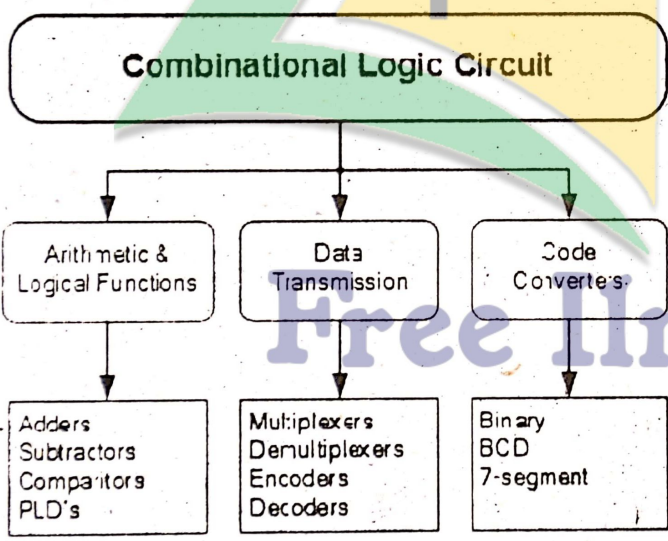 Combinational Logic Circuit
Arithmetic &
Logical Functions
Data
Transmission
Code
Converters
Free
Adders
Subtractors
Comparitors
PLD's
Multiplexers
Demultiplexers
Encoders
Decoders
Binary
BCD
7-segment